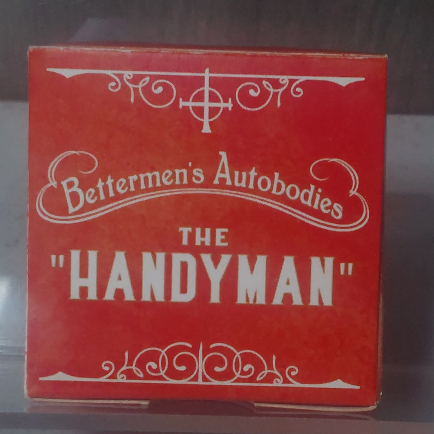 Bettermen's Autobodies
THE
"HANDYMAN"